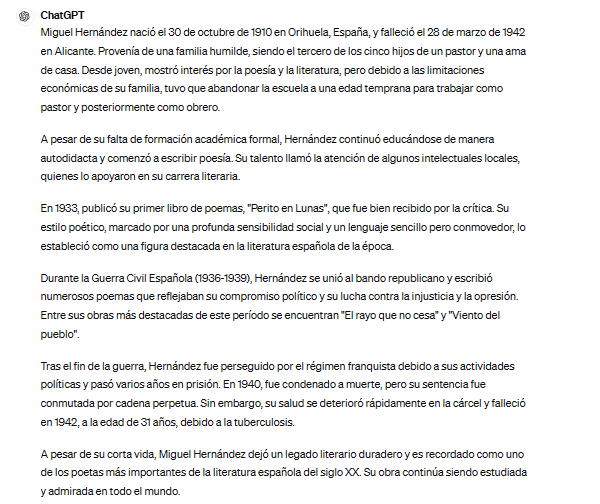 ChatGPT
Miguel Hernández nació el 30 de octubre de 1910 en Orihuela, España, y falleció el 28 de marzo de 1942
en Alicante. Provenía de una familia humilde, siendo el tercero de los cinco hijos de un pastor y una ama
de casa. Desde joven, mostró interés por la poesía y la literatura, pero debido a las limitaciones
económicas de su familia, tuvo que abandonar la escuela a una edad temprana para trabajar como
pastor y posteriormente como obrero.
A pesar de su falta de formación académica formal, Hernández continuó educándose de manera
autodidacta y comenzó a escribir poesía. Su talento llamó la atención de algunos intelectuales locales,
quienes lo apoyaron en su carrera literaria.
En 1933, publicó su primer libro de poemas, "Perito en Lunas", que fue bien recibido por la crítica. Su
estilo poético, marcado por una profunda sensibilidad social y un lenguaje sencillo pero conmovedor, lo
estableció como una figura destacada en la literatura española de la época.
Durante la Guerra Civil Española (1936-1939), Hernández se unió al bando republicano y escribió
numerosos poemas que reflejaban su compromiso político y su lucha contra la injusticia y la opresión.
Entre sus obras más destacadas de este período se encuentran "El rayo que no cesa" y "Viento del
pueblo".
Tras el fin de la guerra, Hernández fue perseguido por el régimen franquista debido a sus actividades
políticas y pasó varios años en prisión. En 1940, fue condenado a muerte, pero su sentencia fue
conmutada por cadena perpetua. Sin embargo, su salud se deterioró rápidamente en la cárcel y falleció
en 1942, a la edad de 31 años, debido a la tuberculosis.
A pesar de su corta vida, Miguel Hernández dejó un legado literario duradero y es recordado como uno
de los poetas más importantes de la literatura española del siglo XX. Su obra continúa siendo estudiada
y admirada en todo el mundo.